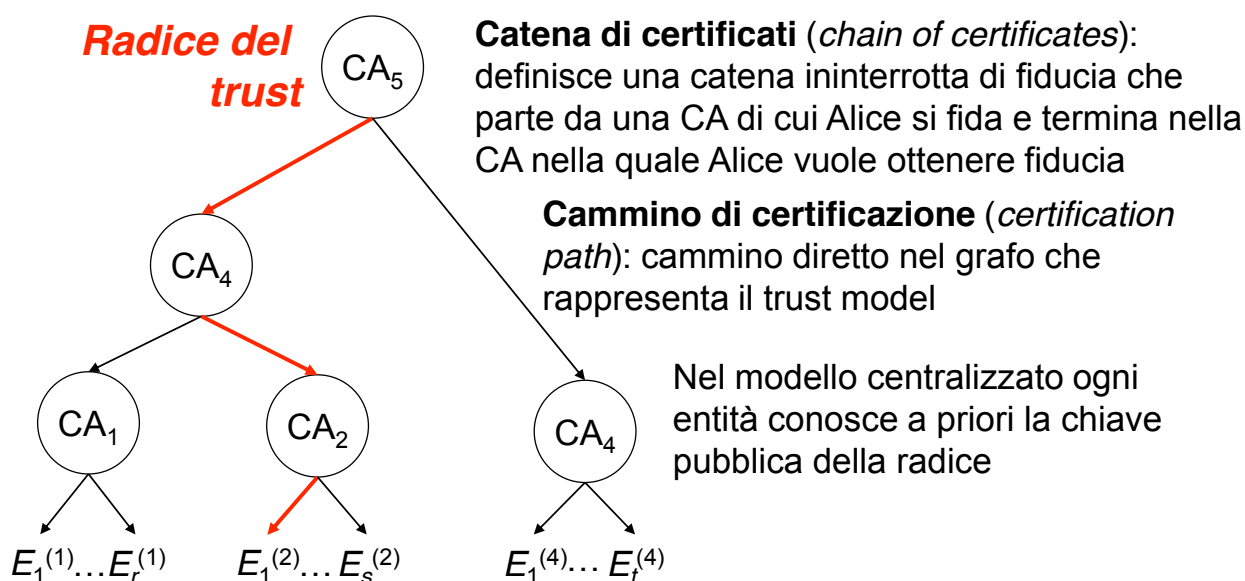 Radice del
trust
CA5
Catena di certificati (chain of certificates):
definisce una catena ininterrotta di fiducia che
parte da una CA di cui Alice si fida e termina nella
CA nella quale Alice vuole ottenere fiducia
Cammino di certificazione (certification
path): cammino diretto nel grafo che
rappresenta il trust model
CA4
Nel modello centralizzato ogni
entità conosce a priori la chiave
pubblica della radice
CA1
CA2
CA4
E1(1)…Er(1)
E1(2)…Es(2)
E1(4)… Et(4)